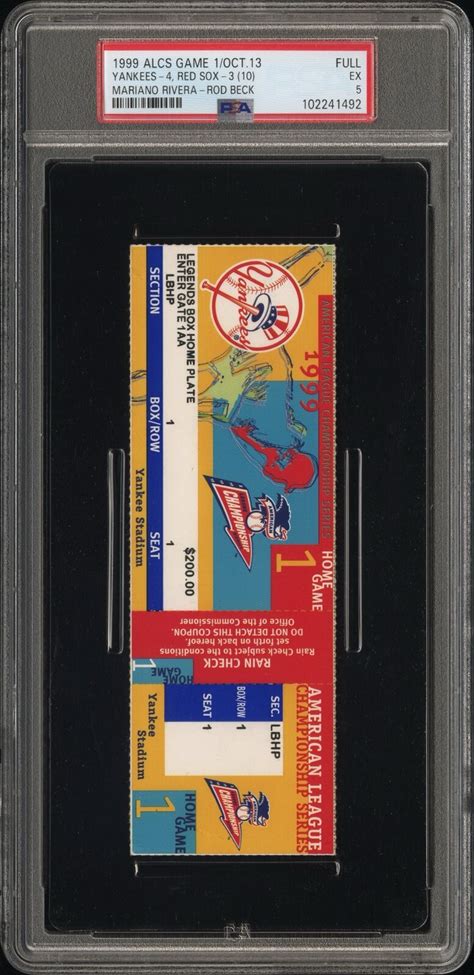 1999 ALCS GAME 1/OCT.13
FULL
YANKEES-4, RED SOX-3 (10)
EX
MARIANO RIVERA-ROD BECK
5
PSA
102241492
LEGENDS BOX HOME PLATE
ENTER GATE 1AA
LBHP
SECTION
1
BOX/ROW
1
SEAT
$200.00
Yankee Stadium
Yankees
AMERICAN LEAGUE CHAMPIONSHIP SERIES
1999
AMERICAN LEAGUE
CHAMPIONSHIP
HOME
GAME
1
RAIN CHECK
Rain Check subject to the conditions
set forth on back hereof.
DO NOT DETACH THIS COUPON.
Office of the Commissioner
HOME
GAME
1
AMERICAN LEAGUE
CHAMPIONSHIP SERIES
SEC.
LBHP
BOX/ROW
1
SEAT
1
Yankee
Stadium
CHAMPIONSHIP
HOME
GAME
1